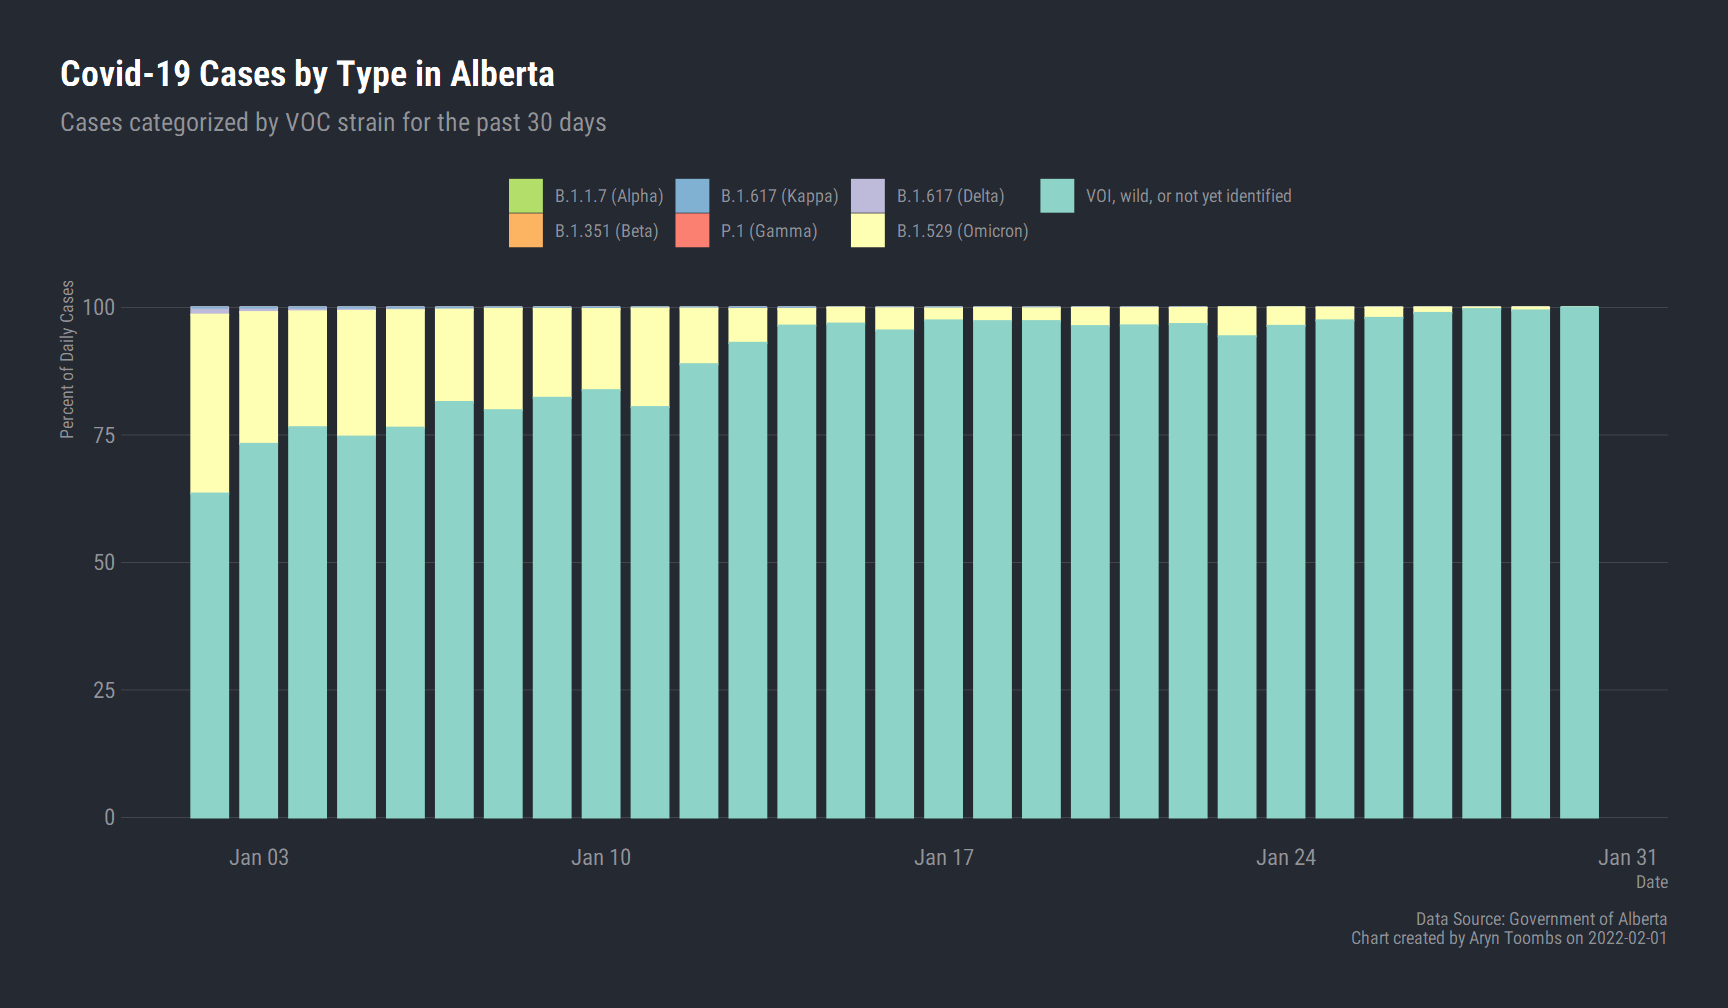 Covid-19 Cases by Type in Alberta
Cases categorized by VOC strain for the past 30 days
B.1.1.7 (Alpha)
B.1.617 (Kappa)
B.1.617 (Delta)
VOI, wild, or not yet identified
B.1.351 (Beta)
P.1 (Gamma)
B.1.529 (Omicron)
Percent of Daily Cases
100
75
50
25
0
Jan 03
Jan 10
Jan 17
Jan 24
Jan 31
Date
Data Source: Government of Alberta
Chart created by Aryn Toombs on 2022-02-01